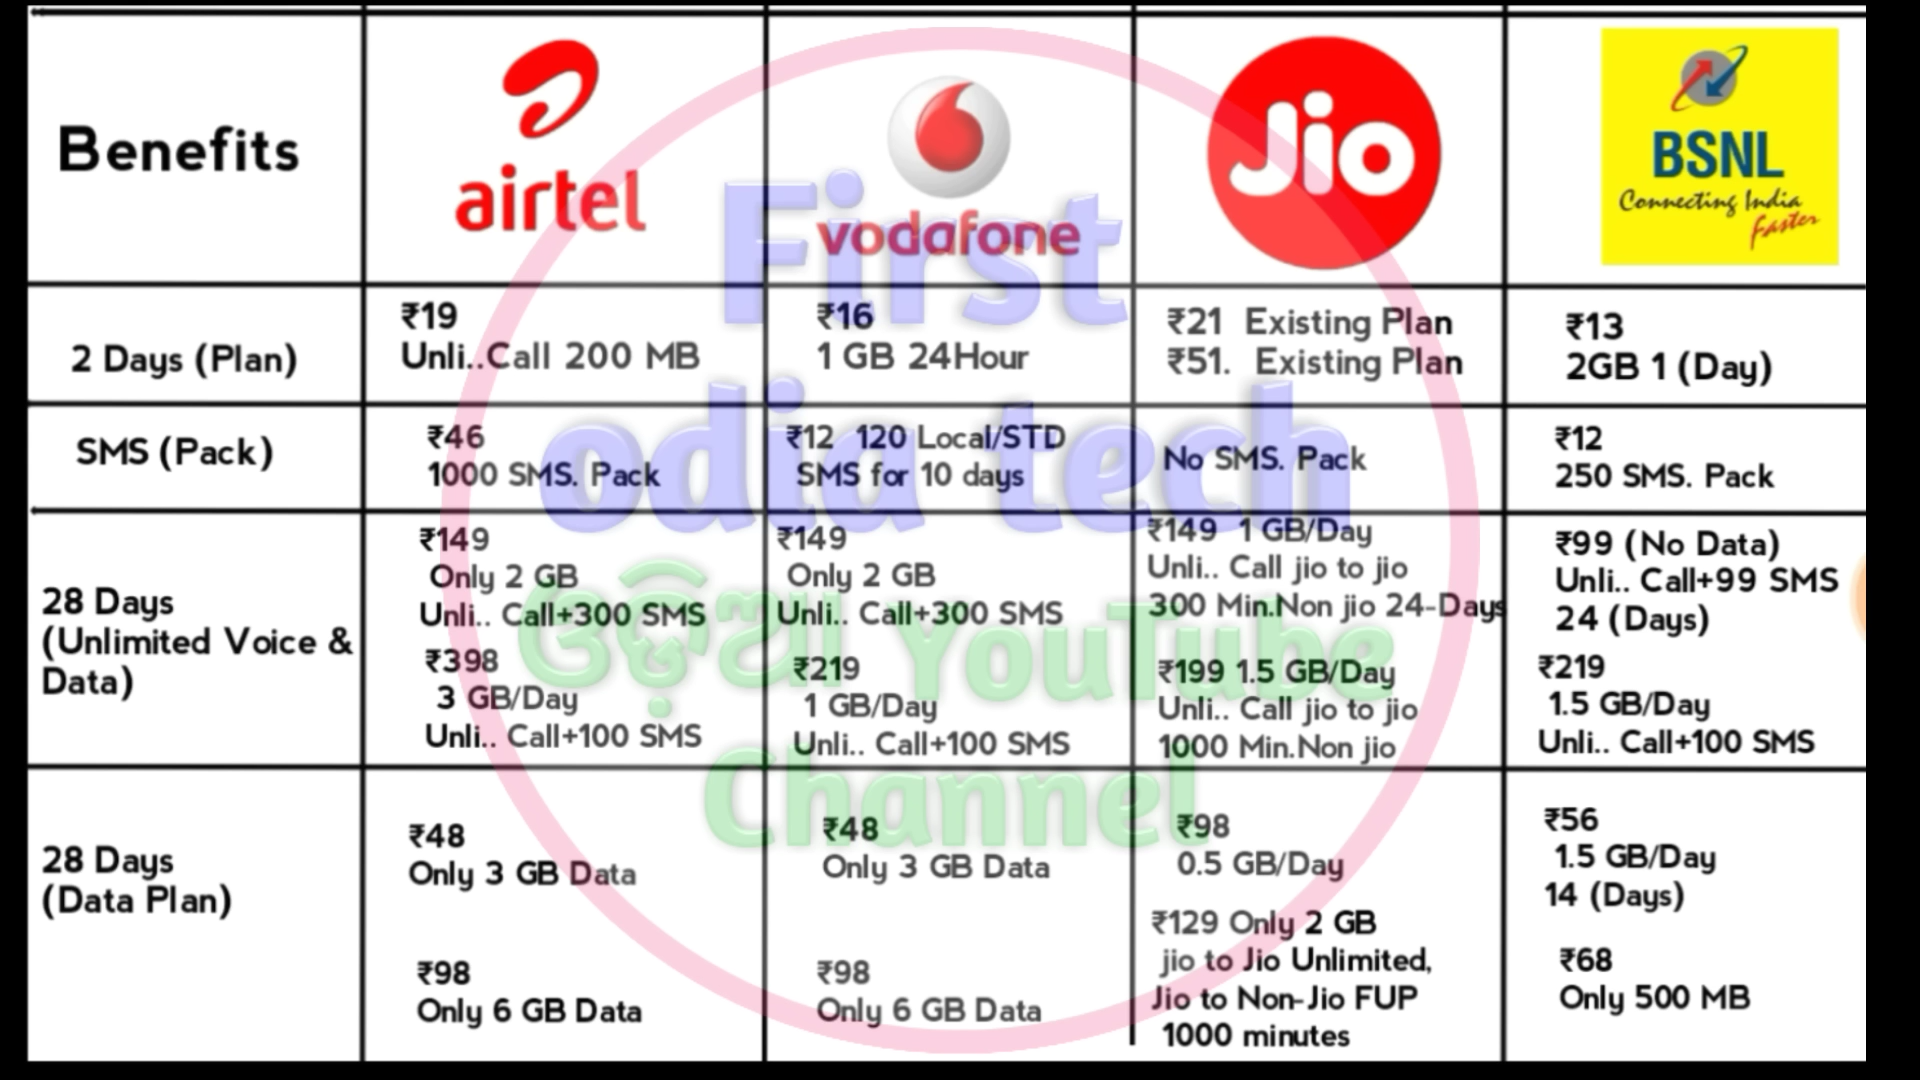 Benefits
airtel
vodafone
Jio
BSNL
Connecting India
Faster
2 Days (Plan)
₹19
Unli..Call 200 MB
₹16
1 GB 24Hour
₹21 Existing Plan
₹51. Existing Plan
₹13
2GB 1 (Day)
SMS (Pack)
₹46
1000 SMS. Pack
₹12 120 Local/STD
SMS for 10 days
No SMS. Pack
₹12
250 SMS. Pack
28 Days
(Unlimited Voice &
Data)
₹149
Only 2 GB
Unli.. Call+300 SMS
₹398
3 GB/Day
Unli.. Call+100 SMS
₹149
Only 2 GB
Unli.. Call+300 SMS
₹219
1 GB/Day
Unli.. Call+100 SMS
₹149 1 GB/Day
Unli.. Call jio to jio
300 Min.Non jio 24-Days
₹199 1.5 GB/Day
Unli.. Call jio to jio
1000 Min.Non jio
₹99 (No Data)
Unli.. Call+99 SMS
24 (Days)
₹219
1.5 GB/Day
Unli.. Call+100 SMS
28 Days
(Data Plan)
₹48
Only 3 GB Data
₹98
Only 6 GB Data
₹48
Only 3 GB Data
₹98
Only 6 GB Data
₹98
0.5 GB/Day
₹129 Only 2 GB
jio to Jio Unlimited,
Jio to Non-Jio FUP
1000 minutes
₹56
1.5 GB/Day
14 (Days)
₹68
Only 500 MB
First
odia tech
ଓଡ଼ିଆ YouTube
Channel